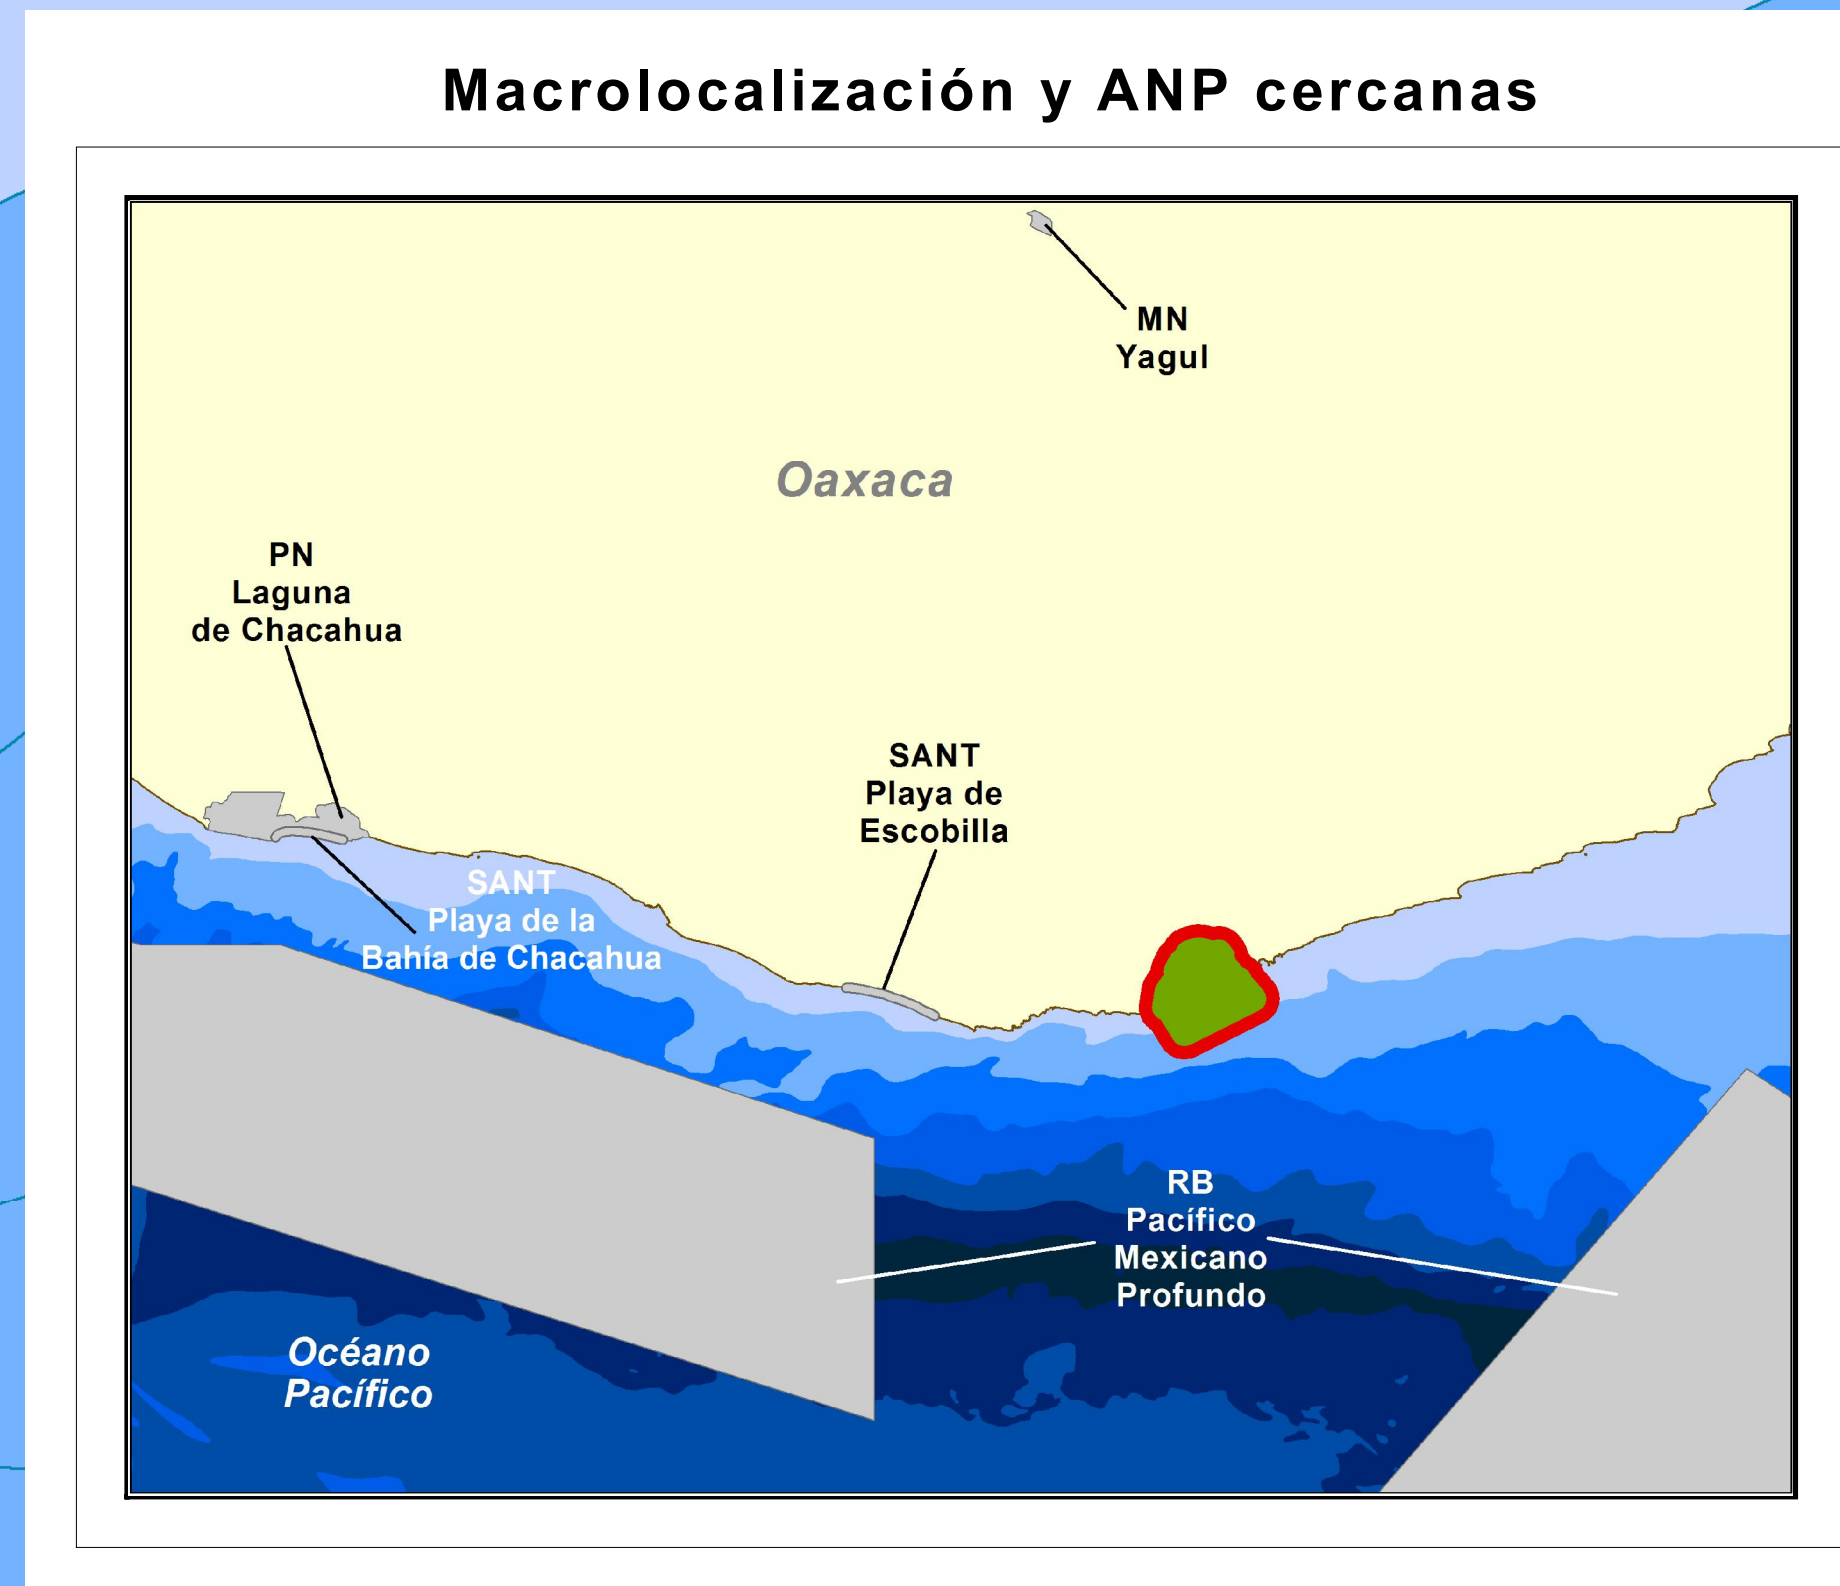 Macrolocalización y ANP cercanas
MN
Yagul
Oaxaca
PN
Laguna
de Chacahua
SANT
Playa de
Escobilla
SANT
Playa de la
Bahía de Chacahua
RB
Pacífico
Mexicano
Profundo
Océano
Pacífico